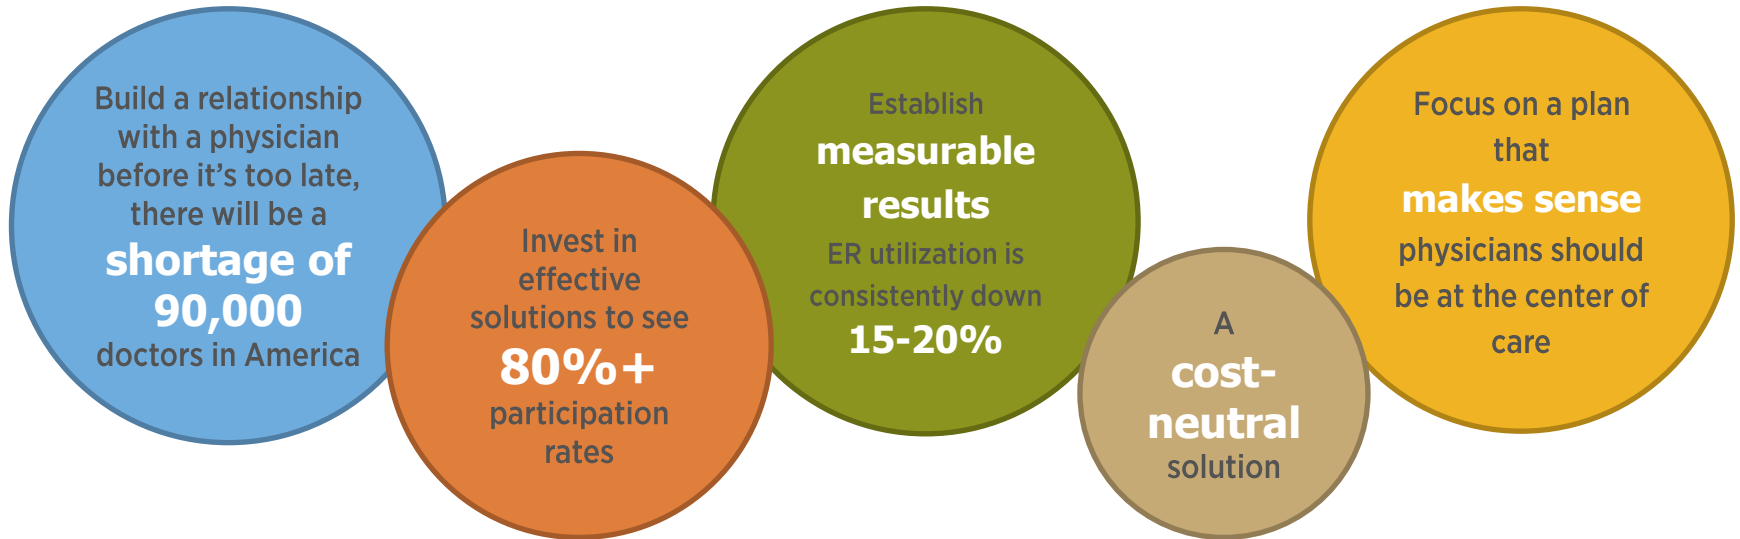 Build a relationship
with a physician
before it’s too late,
there will be a
shortage of
90,000
doctors in America
Invest in
effective
solutions to see
80%+
participation
rates
Establish
measurable
results
ER utilization is
consistently down
15-20%
A
cost-
neutral
solution
Focus on a plan
that
makes sense
physicians should
be at the center of
care